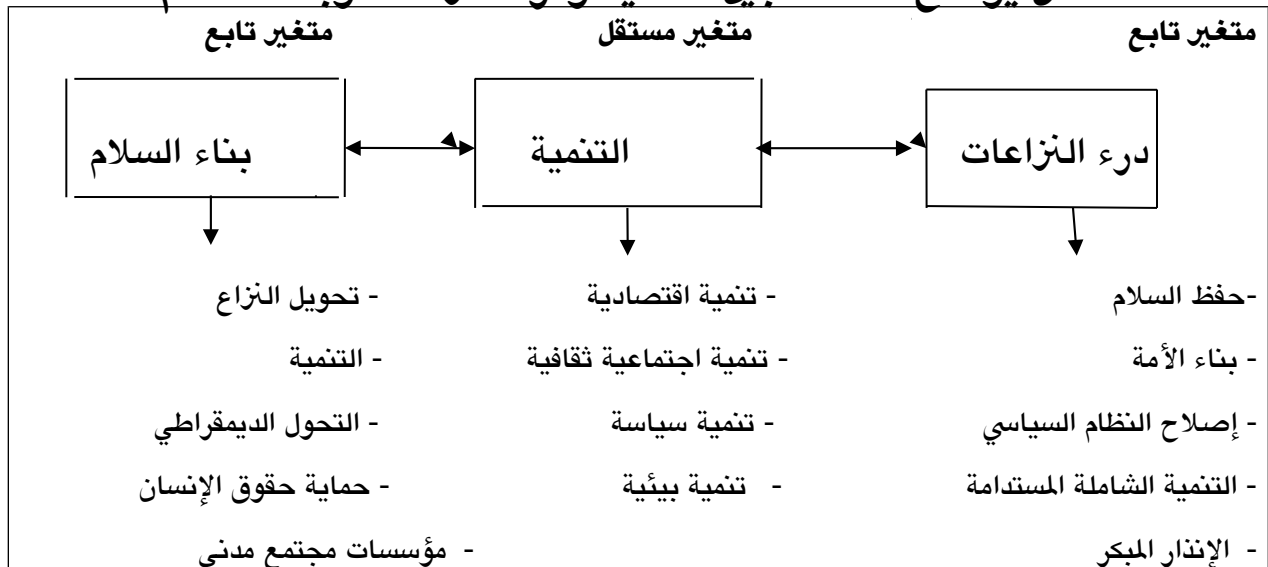 متغير تابع متغير مستقل متغير تابع
درء النزاعات التنمية بناء السلام
-حفظ السلام - تنمية اقتصادية - تحويل النزاع
- بناء الأمة - تنمية اجتماعية ثقافية - التنمية
- إصلاح النظام السياسي - تنمية سياسة - التحول الديمقراطي
- التنمية الشاملة المستدامة - تنمية بيئية - حماية حقوق الإنسان
- الإنذار المبكر - مؤسسات مجتمع مدني